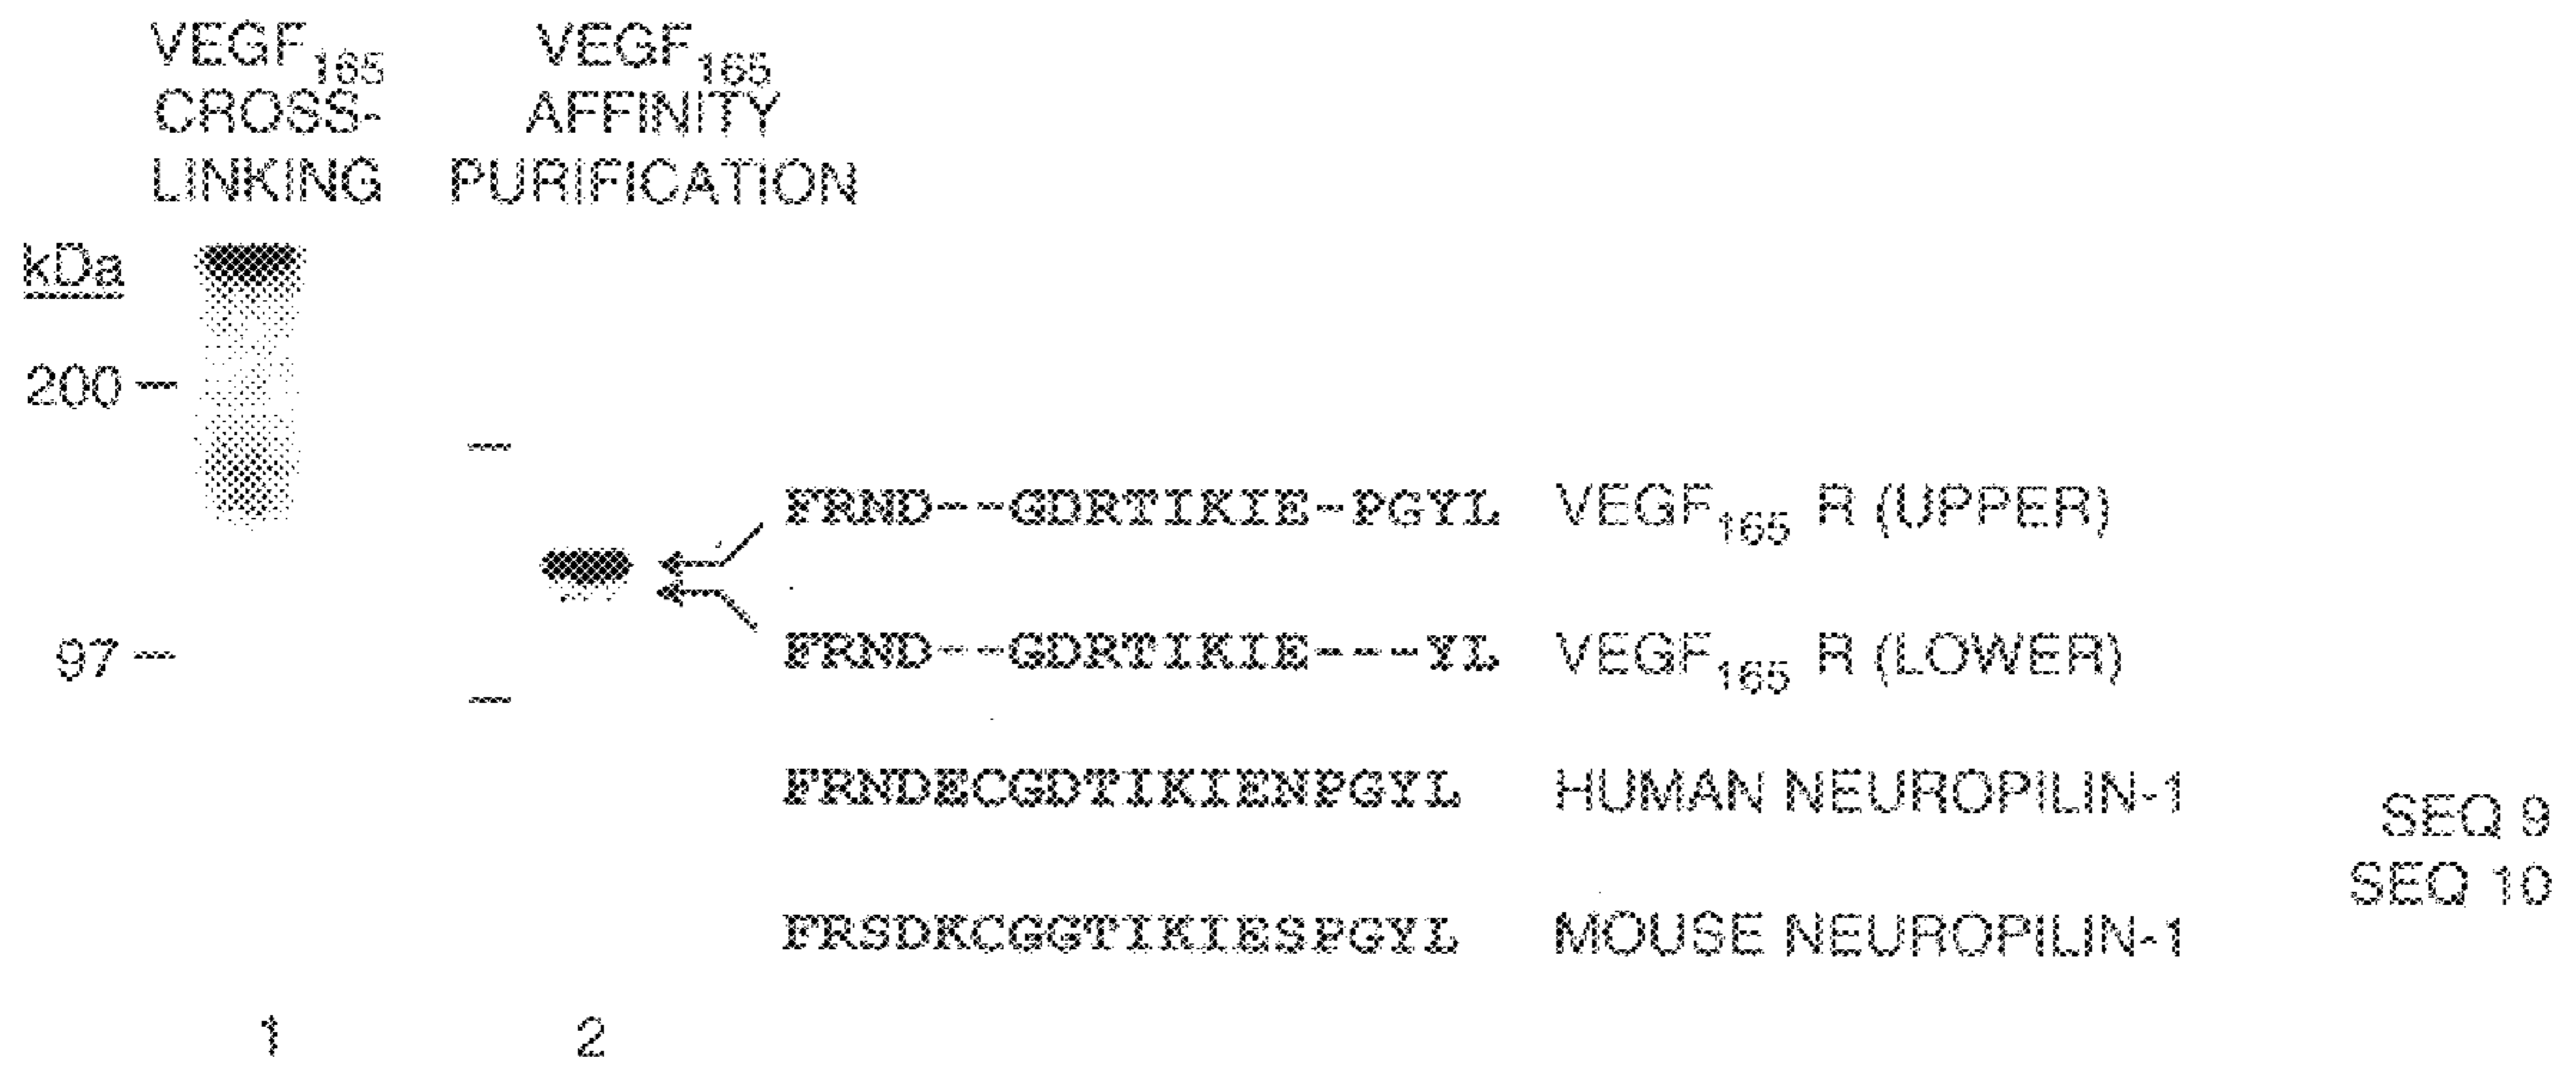 VEGF165 CROSS-LINKING
VEGF165 AFFINITY PURIFICATION
kDa
200
97
FRND--GDRTIKIE-PGYL VEGF165 R (UPPER)
FRND--GDRTIKIE---YL VEGF165 R (LOWER)
FRNDECGDTIKIENPGYL HUMAN NEUROPILIN-1
SEQ 9
SEQ 10
FRSDKCGGTIKIESPGYL MOUSE NEUROPILIN-1
1 2